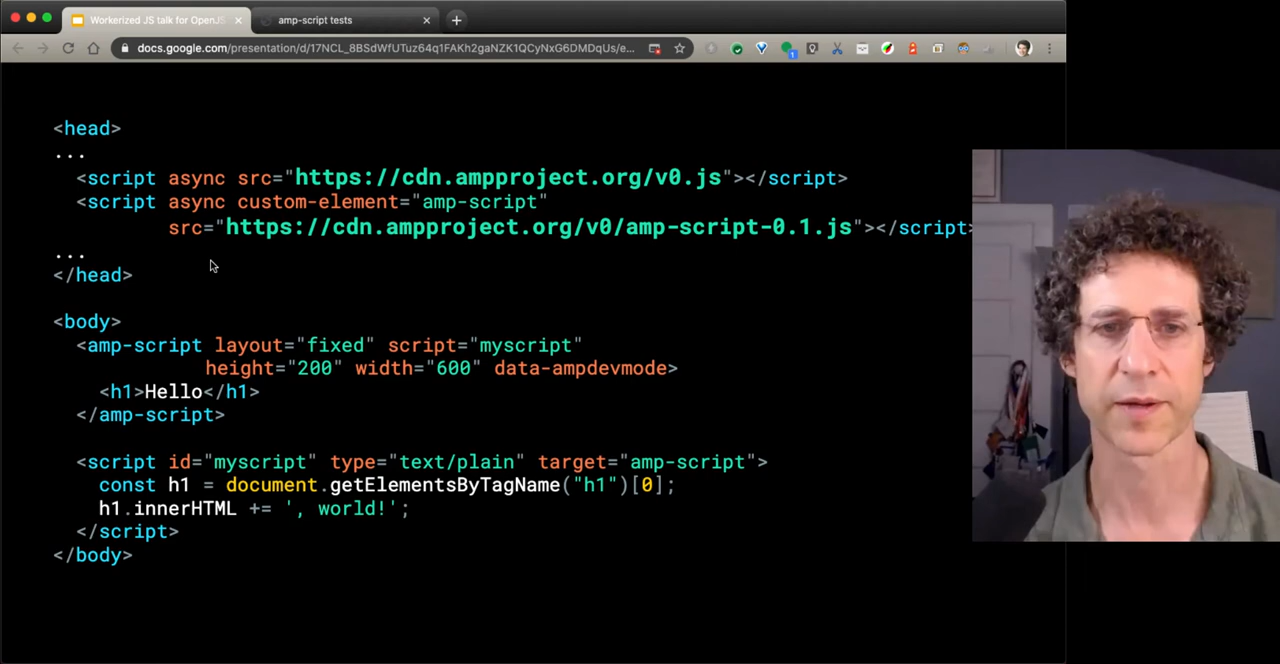 Workerized JS talk for OpenJS
amp-script tests
docs.google.com/presentation/d/17NCL_8BSdWfUTuz64q1FAKh2gaNZK1QCyNxG6DMDqUs/e...
<head>
...
<script async src="https://cdn.ampproject.org/v0.js"></script>
<script async custom-element="amp-script"
src="https://cdn.ampproject.org/v0/amp-script-0.1.js"></script>
...
</head>
<body>
<amp-script layout="fixed" script="myscript"
height="200" width="600" data-ampdevmode>
<h1>Hello</h1>
</amp-script>
<script id="myscript" type="text/plain" target="amp-script">
const h1 = document.getElementsByTagName("h1")[0];
h1.innerHTML += ', world!';
</script>
</body>